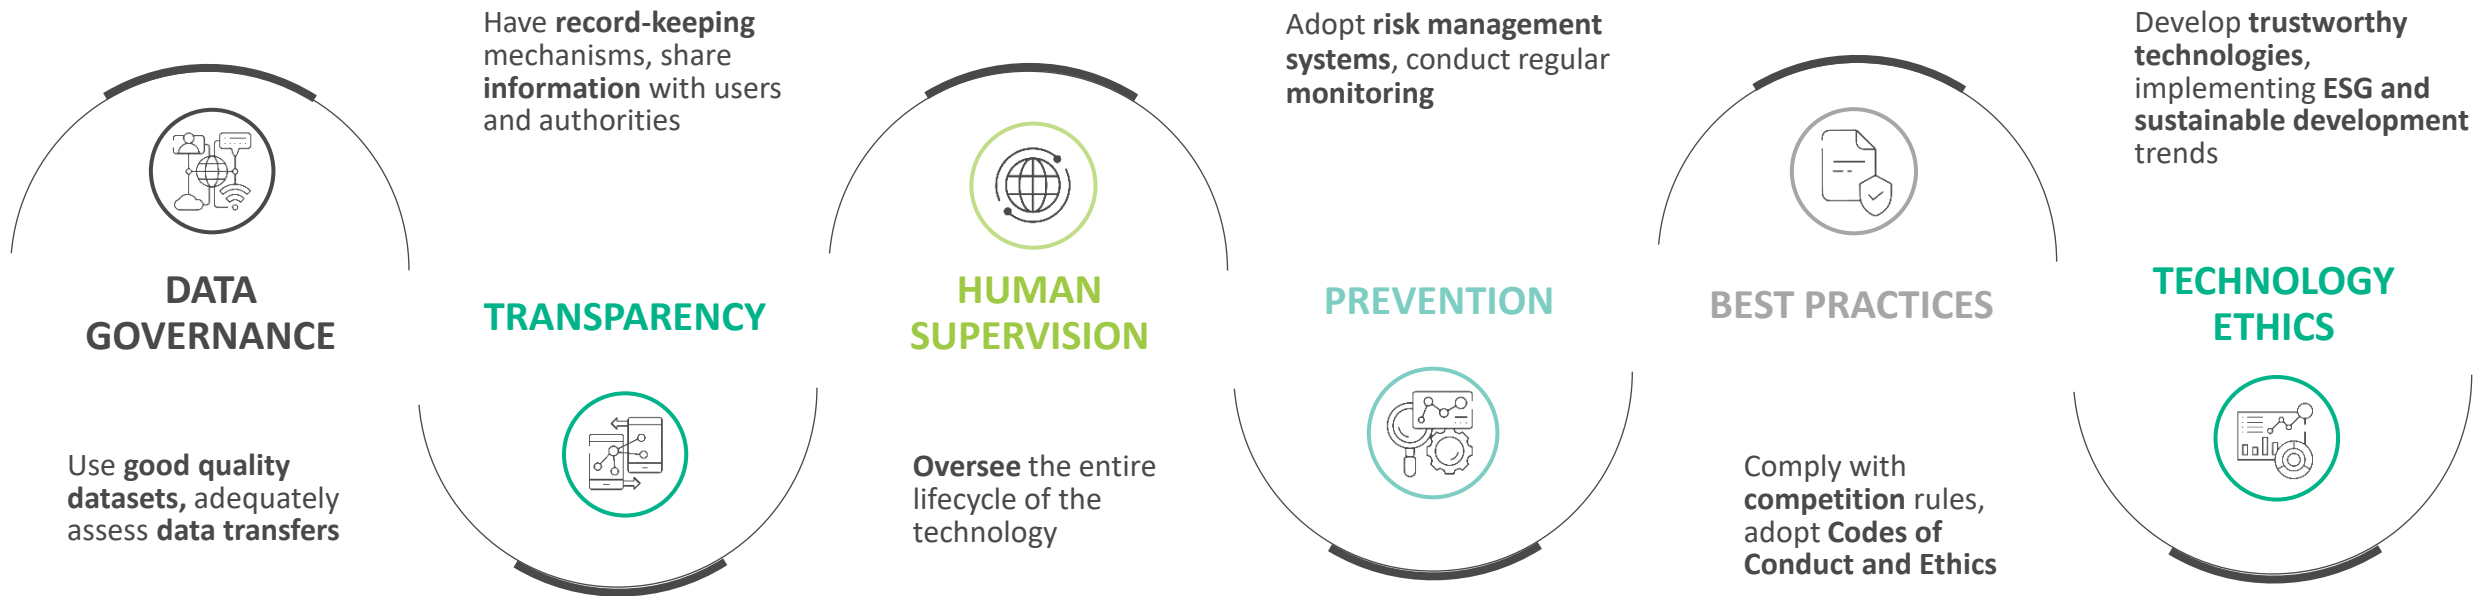 DATA
GOVERNANCE
Use good quality
datasets, adequately
assess data transfers
Have record-keeping
mechanisms, share
information with users
and authorities
TRANSPARENCY
HUMAN
SUPERVISION
Oversee the entire
lifecycle of the
technology
Adopt risk management
systems, conduct regular
monitoring
PREVENTION
BEST PRACTICES
Comply with
competition rules,
adopt Codes of
Conduct and Ethics
Develop trustworthy
technologies,
implementing ESG and
sustainable development
trends
TECHNOLOGY
ETHICS